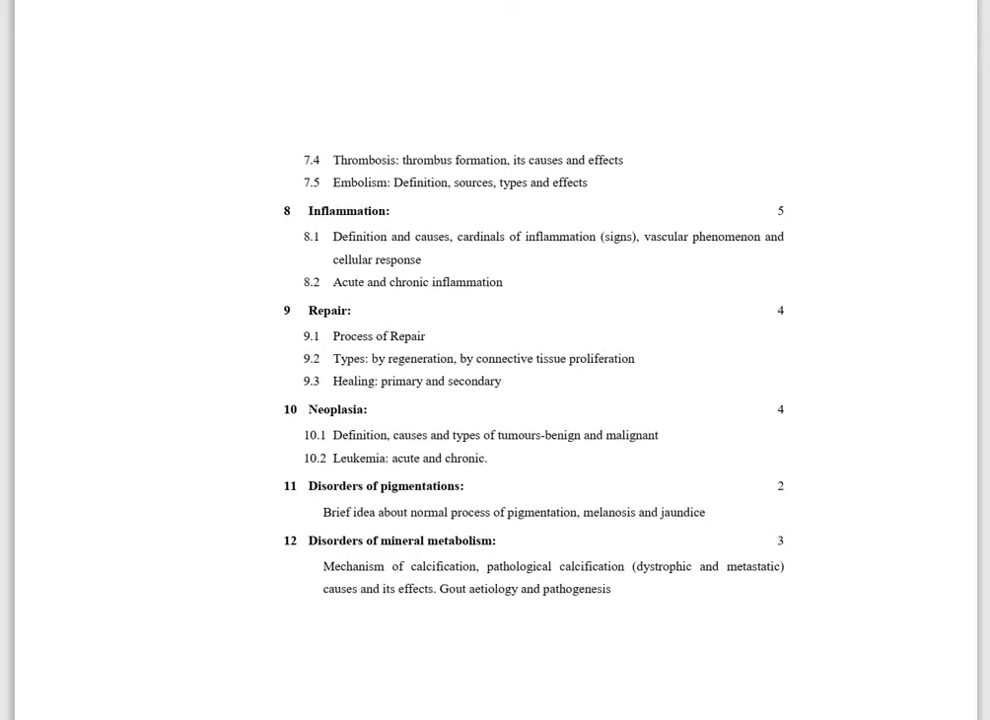 7.4 Thrombosis: thrombus formation, its causes and effects
7.5 Embolism: Definition, sources, types and effects
8 Inflammation: 5
8.1 Definition and causes, cardinals of inflammation (signs), vascular phenomenon and
cellular response
8.2 Acute and chronic inflammation
9 Repair: 4
9.1 Process of Repair
9.2 Types: by regeneration, by connective tissue proliferation
9.3 Healing: primary and secondary
10 Neoplasia: 4
10.1 Definition, causes and types of tumours-benign and malignant
10.2 Leukemia: acute and chronic.
11 Disorders of pigmentations: 2
Brief idea about normal process of pigmentation, melanosis and jaundice
12 Disorders of mineral metabolism: 3
Mechanism of calcification, pathological calcification (dystrophic and metastatic)
causes and its effects. Gout aetiology and pathogenesis